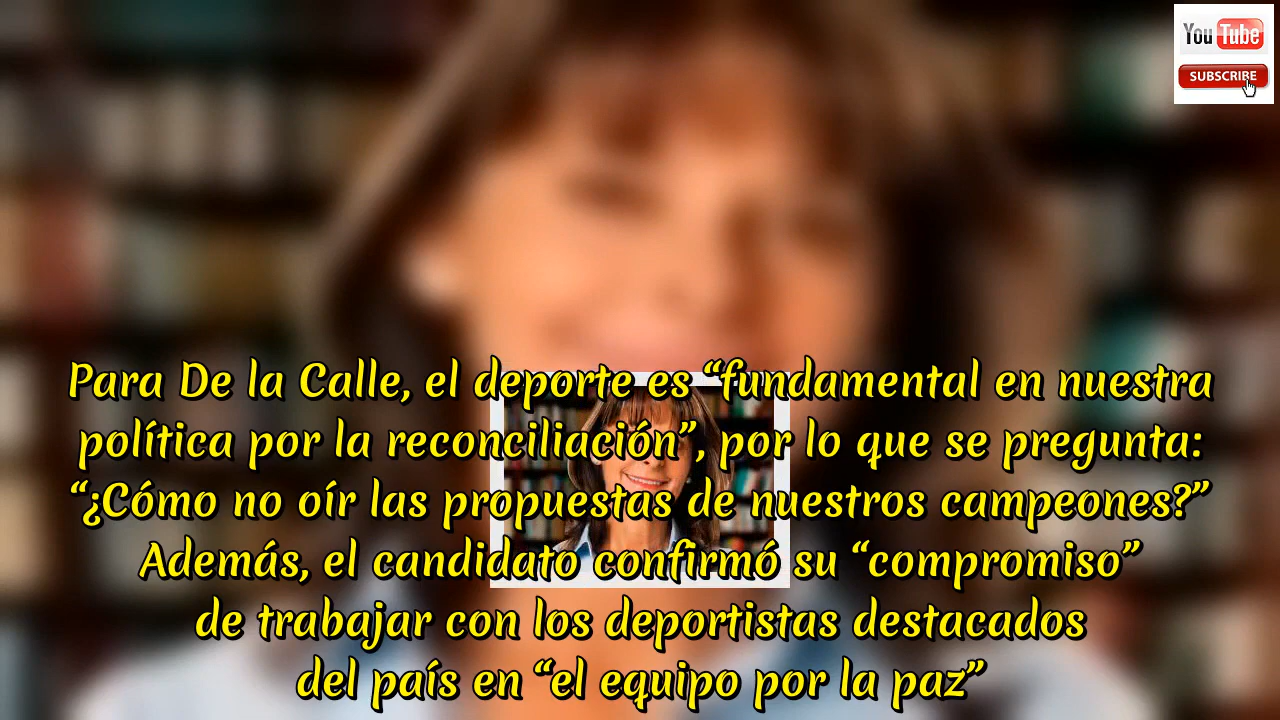 You Tube
SUBSCRIBE
Para De la Calle, el deporte es “fundamental en nuestra
política por la reconciliación”, por lo que se pregunta:
“¿Cómo no oír las propuestas de nuestros campeones?”
Además, el candidato confirmó su “compromiso”
de trabajar con los deportistas destacados
del país en “el equipo por la paz”